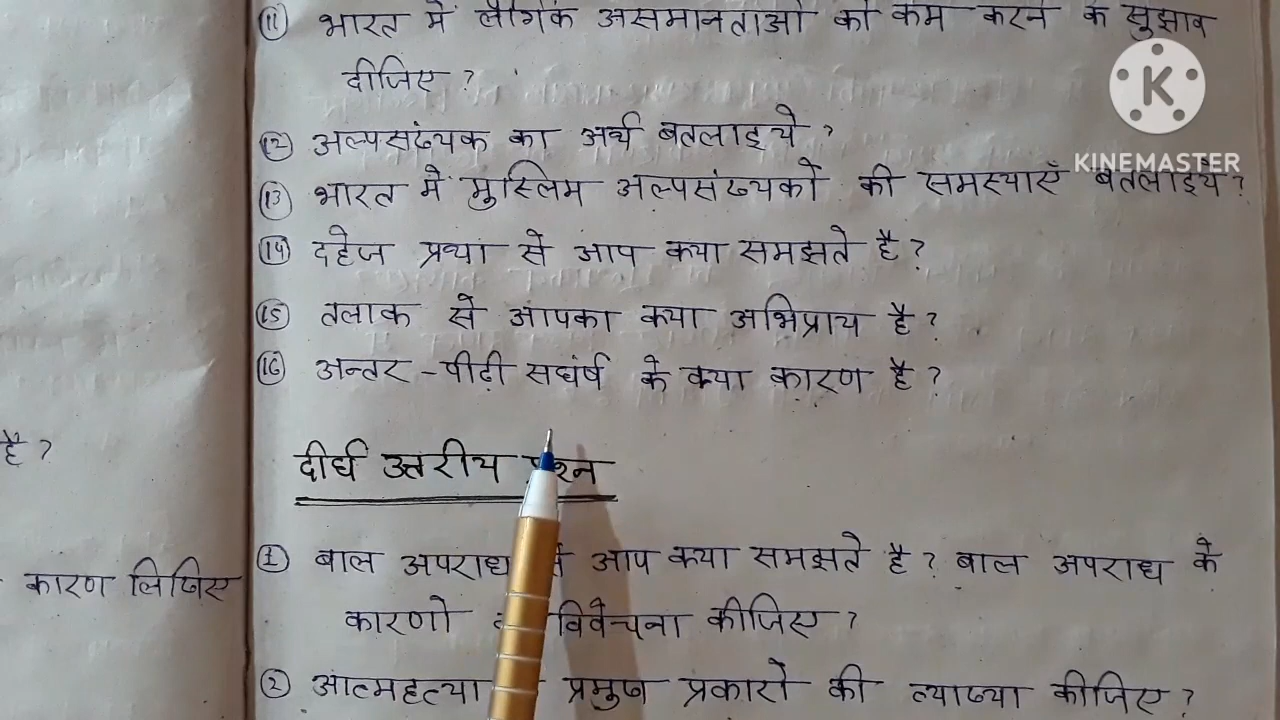 ⑪ भारत में लैंगिक असमानताओं को कम करने के सुझाव
दीजिए ?
K
KINEMASTER
⑫ अल्पसंख्यक का अर्थ बतलाइये ?
⑬ भारत में मुस्लिम अल्पसंख्यको की समस्याएँ बतलाइये ?
⑭ दहेज प्रथा से आप क्या समझते है ?
⑮ तलाक से आपका क्या अभिप्राय है ?
⑯ अन्तर - पीढ़ी सघंर्ष के क्या कारण है ?
है ?
दीर्घ उत्तरीय प्रश्न
① बाल अपराध से आप क्या समझते है ? बाल अपराध के
कारण लिखिए
कारणो विवेचना कीजिए ?
② आत्महत्या प्रमुख प्रकारो की व्याख्या कीजिए ?